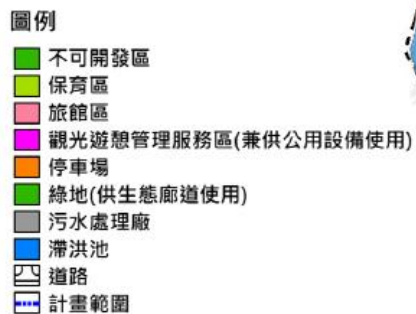 圖例
不可開發區
保育區
旅館區
觀光遊憩管理服務區(兼供公用設備使用)
停車場
綠地(供生態廊道使用)
污水處理廠
滯洪池
道路
計畫範圍